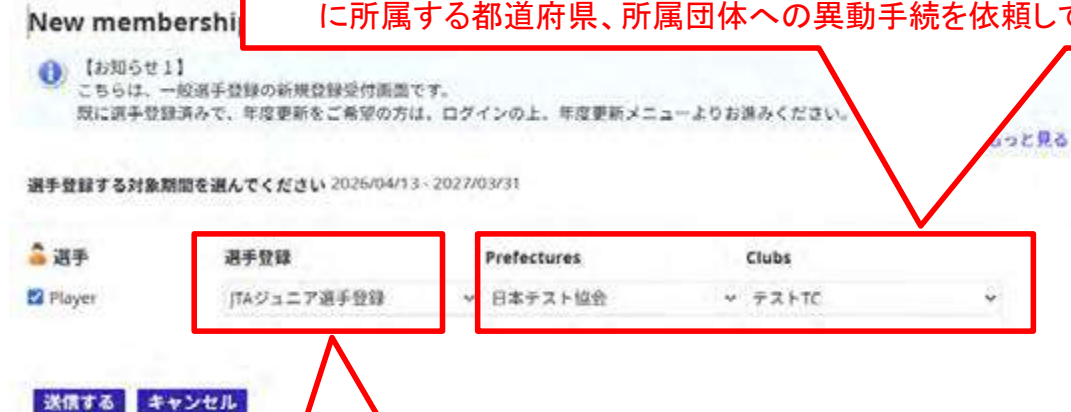 に所属する都道府県、所属団体への異動手続を依頼して
New membershi
【お知らせ1】
こちらは、一般選手登録の新規登録受付画面です。
既に選手登録済みで、年度更新をご希望の方は、ログインの上、年度更新メニューよりお進みください。
っと見る
選手登録する対象期間を選んでください 2026/04/13 - 2027/03/31
選手 選手登録 Prefectures Clubs
Player JTAジュニア選手登録 日本テスト協会 テストTC
送信する キャンセル